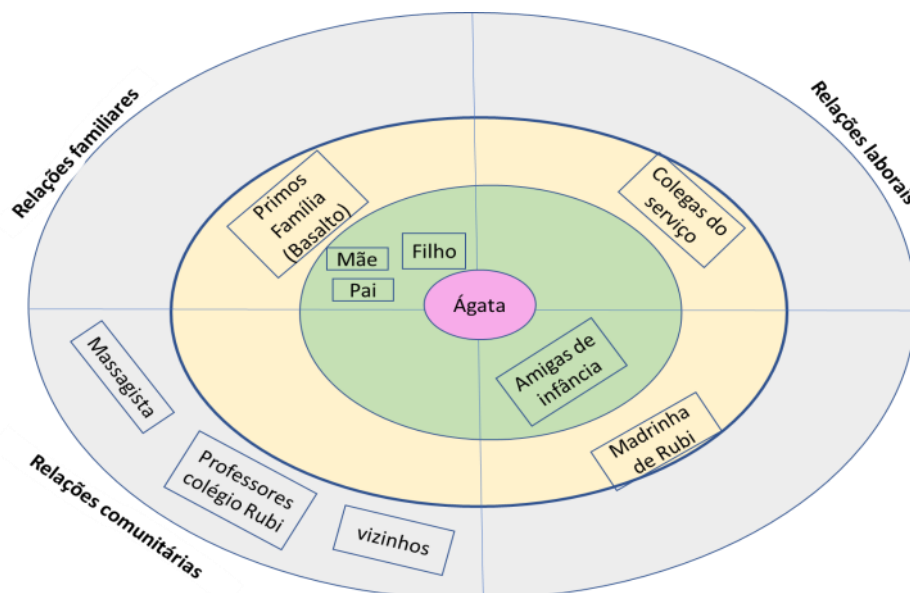 Relações familiares
Relações laborais
Primos
Família
(Basalto)
Colegas do
serviço
Mãe
Filho
Pai
Ágata
Amigas de
infância
Massagista
Madrinha
de Rubi
Professores
colégio Rubi
vizinhos
Relações comunitárias